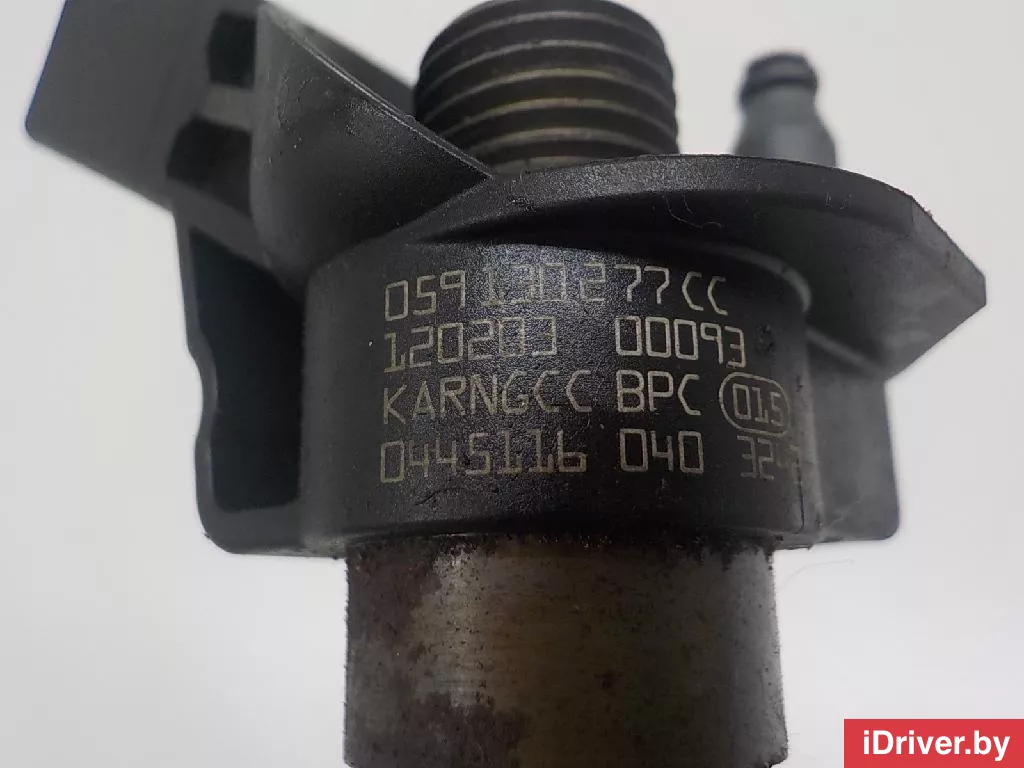 059130277CC
120203 00093
KARNGCC BPC 015
0445116 040
iDriver.by